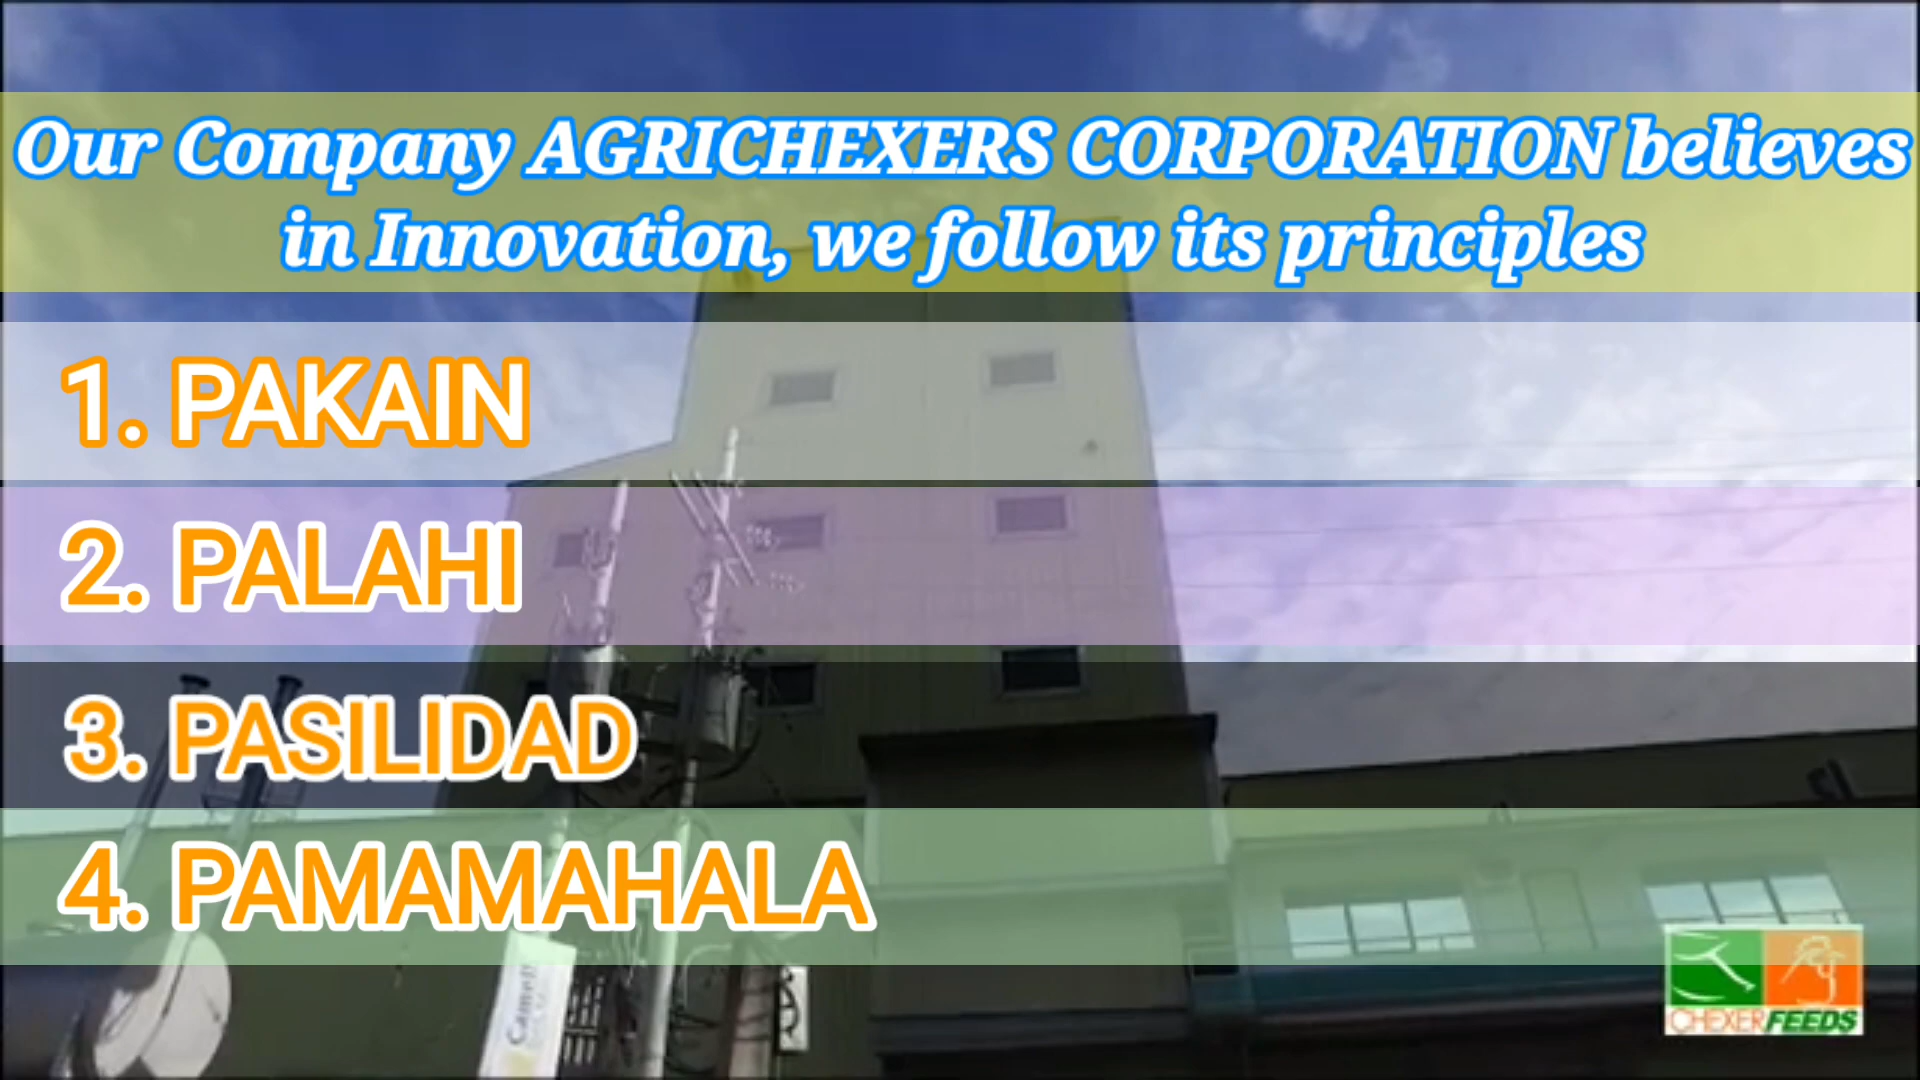 Our Company AGRICHEXERS CORPORATION believes
in Innovation, we follow its principles
1. PAKAIN
2. PALAHI
3. PASILIDAD
4. PAMAMAHALA
CHEXERFEEDS